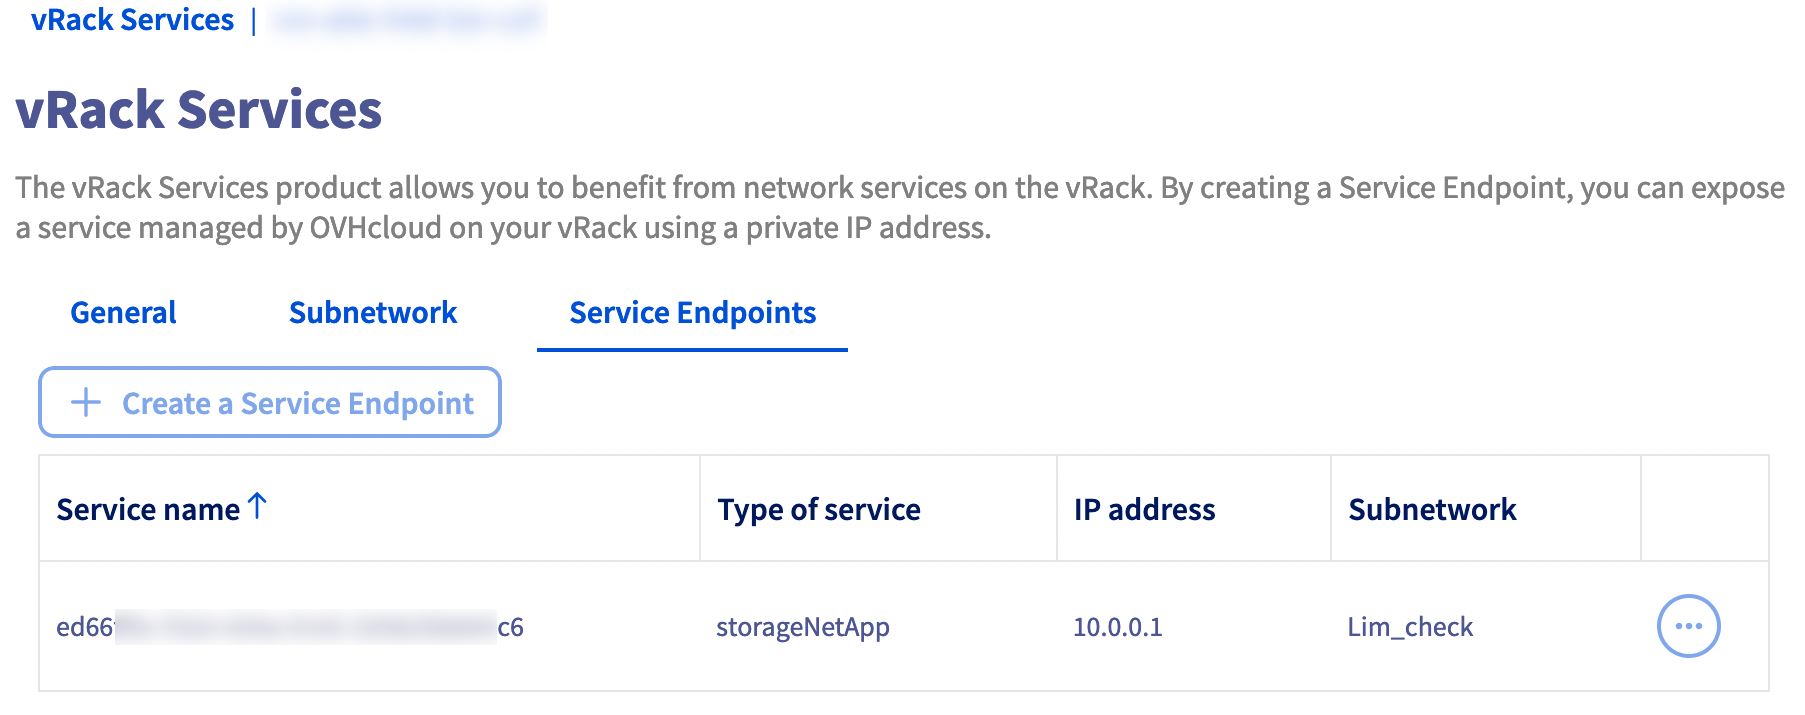 vRack Services |
vRack Services
The vRack Services product allows you to benefit from network services on the vRack. By creating a Service Endpoint, you can expose
a service managed by OVHcloud on your vRack using a private IP address.
General Subnetwork Service Endpoints
+ Create a Service Endpoint
Service name ↑ Type of service IP address Subnetwork
ed66 c6 storageNetApp 10.0.0.1 Lim_check